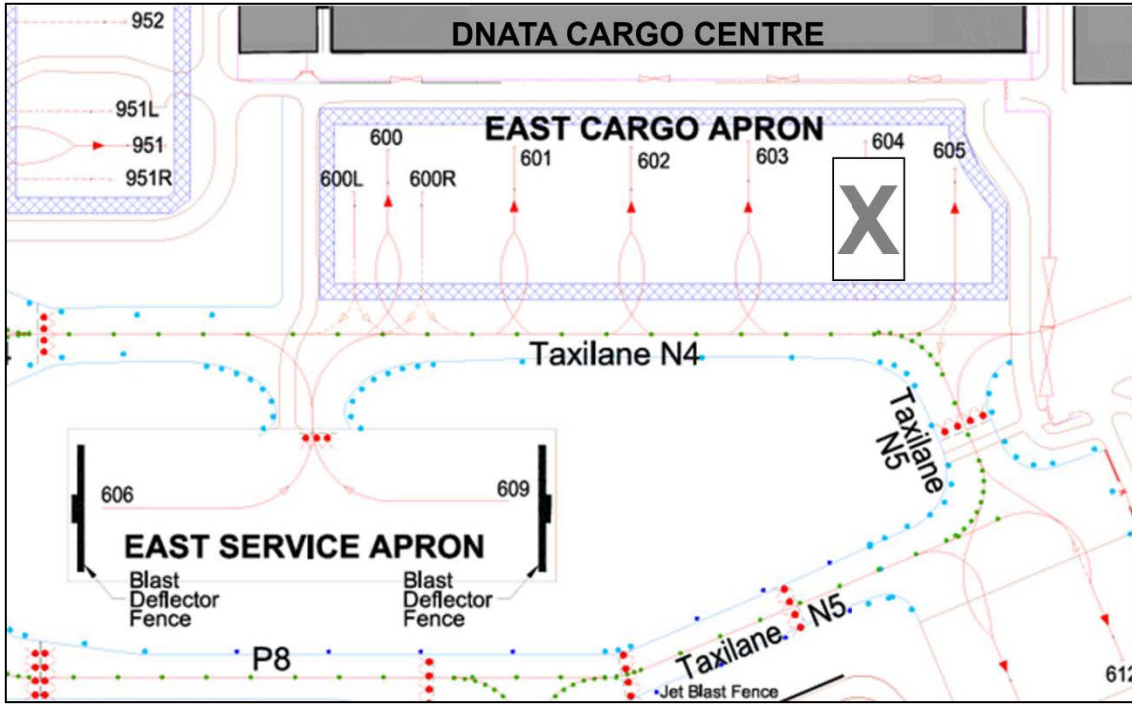 952
DNATA CARGO CENTRE
951L
951
951R
EAST CARGO APRON
600
601
602
603
604
605
600L
600R
X
Taxilane N4
Taxilane
N5
606
609
EAST SERVICE APRON
Blast
Deflector
Fence
Blast
Deflector
Fence
P8
Taxilane N5
Jet Blast Fence
612